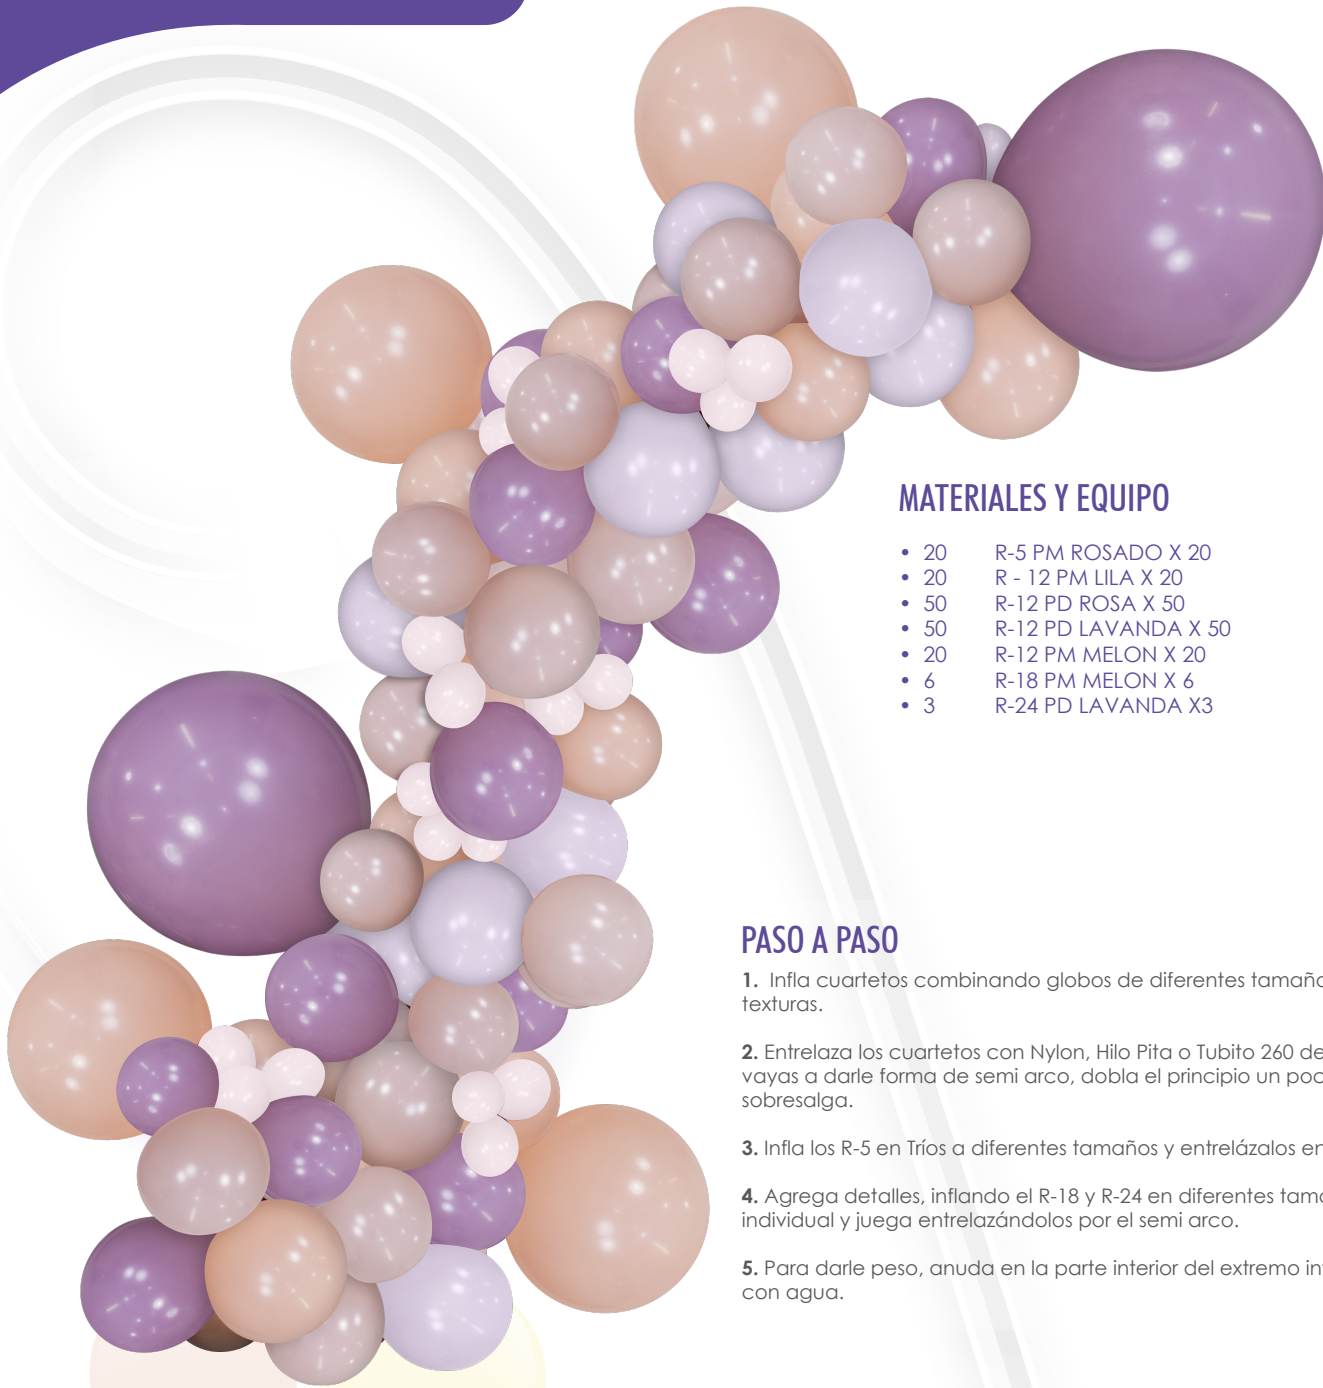 MATERIALES Y EQUIPO
• 20 R-5 PM ROSADO X 20
• 20 R - 12 PM LILA X 20
• 50 R-12 PD ROSA X 50
• 50 R-12 PD LAVANDA X 50
• 20 R-12 PM MELON X 20
• 6 R-18 PM MELON X 6
• 3 R-24 PD LAVANDA X3
PASO A PASO
1. Infla cuartetos combinando globos de diferentes
texturas.
2. Entrelaza los cuartetos con Nylon, Hilo Pita o Tubito 260
vayas a darle forma de semi arco, dobla el principio un
sobresalga.
3. Infla los R-5 en Tríos a diferentes tamaños y entrelázalos
4. Agrega detalles, inflando el R-18 y R-24 en diferentes
individual y juega entrelazándolos por el semi arco.
5. Para darle peso, anuda en la parte interior del extremo
con agua.